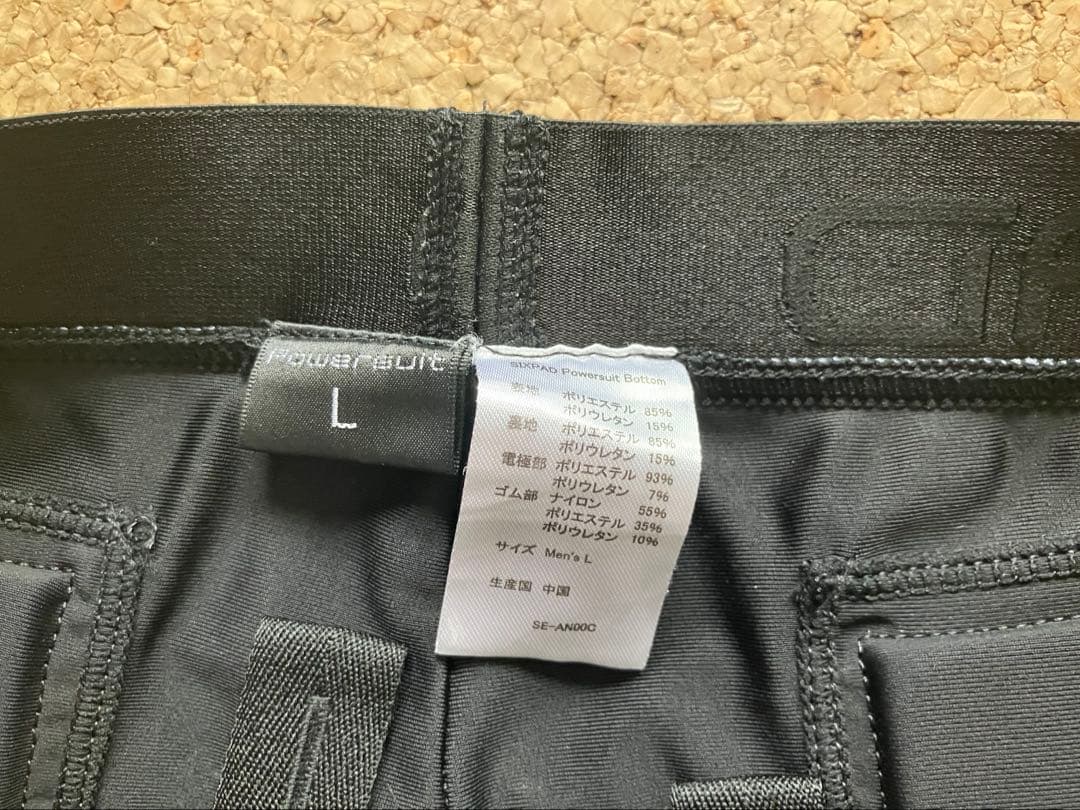 Powersuit
L
SIXPAD Powersuit Bottom
表地 ポリエステル 85%
ポリウレタン 15%
裏地 ポリエステル 85%
ポリウレタン 15%
電極部 ポリエステル 93%
ポリウレタン 7%
ゴム部 ナイロン 55%
ポリエステル 35%
ポリウレタン 10%
サイズ Men's L
生産国 中国
SE-AN00C